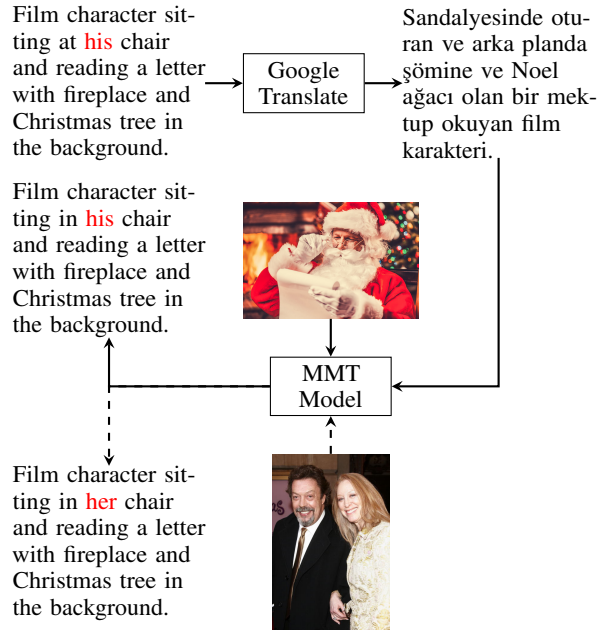 Film character sit-
ting at his chair
and reading a letter
with fireplace and
Christmas tree in
the background.
Google
Translate
Sandalyesinde otu-
ran ve arka planda
şömine ve Noel
ağacı olan bir mek-
tup okuyan film
karakteri.
Film character sit-
ting in his chair
and reading a letter
with fireplace and
Christmas tree in
the background.
MMT
Model
Film character sit-
ting in her chair
and reading a letter
with fireplace and
Christmas tree in
the background.